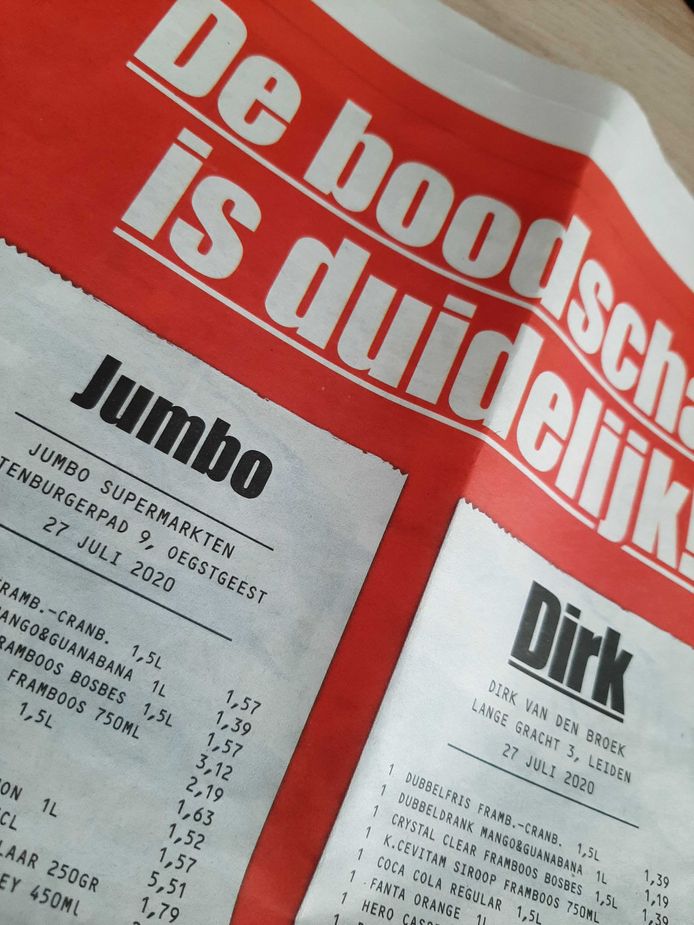 De boodscha
is duidelijk!
Jumbo
JUMBO SUPERMARKTEN
TENBURGERPAD 9, OEGSTGEEST
27 JULI 2020
FRAMB.-CRANB. 1,5L 1,57
MANGO&GUANABANA 1L 1,39
RAMBOOS BOSBES 1,5L 1,57
FRAMBOOS 750ML 3,12
1,5L 2,19
1,63
ON 1L 1,52
CL 1,57
LAAR 250GR 5,51
EY 450ML 1,79
Dirk
DIRK VAN DEN BROEK
LANGE GRACHT 3, LEIDEN
27 JULI 2020
1 DUBBELFRIS FRAMB.-CRANB. 1,5L 1,39
1 DUBBELDRANK MANGO&GUANABANA 1L 1,19
1 CRYSTAL CLEAR FRAMBOOS BOSBES 1,5L 1,39
1 K.CEVITAM SIROOP FRAMBOOS 750ML
1 COCA COLA REGULAR 1,5L
1 FANTA ORANGE 1L
1 HERO